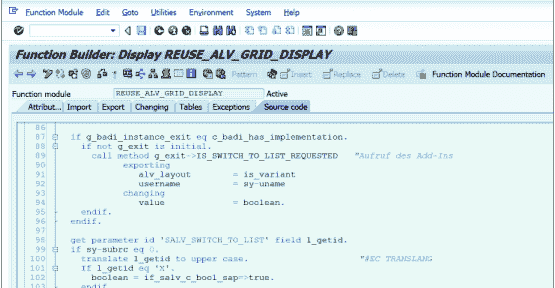 Function Module Edit Goto Utilities Environment System Help
Function Builder: Display REUSE_ALV_GRID_DISPLAY
Pattern Insert Replace Delete Function Module Documentation
Function module REUSE_ALV_GRID_DISPLAY Active
Attribut... Import Export Changing Tables Exceptions Source code
86
87 if g_badi_instance_exit eq c_badi_has_implementation.
88 if not g_exit is initial.
89 call method g_exit->IS_SWITCH_TO_LIST_REQUESTED "Aufruf des Add-Ins
90 exporting
91 alv_layout = is_variant
92 username = sy-uname
93 changing
94 value = boolean.
95 endif.
96 endif.
97
98 get parameter id 'SALV_SWITCH_TO_LIST' field l_getid.
99 if sy-subrc eq 0.
100 translate l_getid to upper case. "#EC TRANSLANG
101 if l_getid eq 'X'.
102 boolean = if_salv_c_bool_sap=>true.
103 endif.